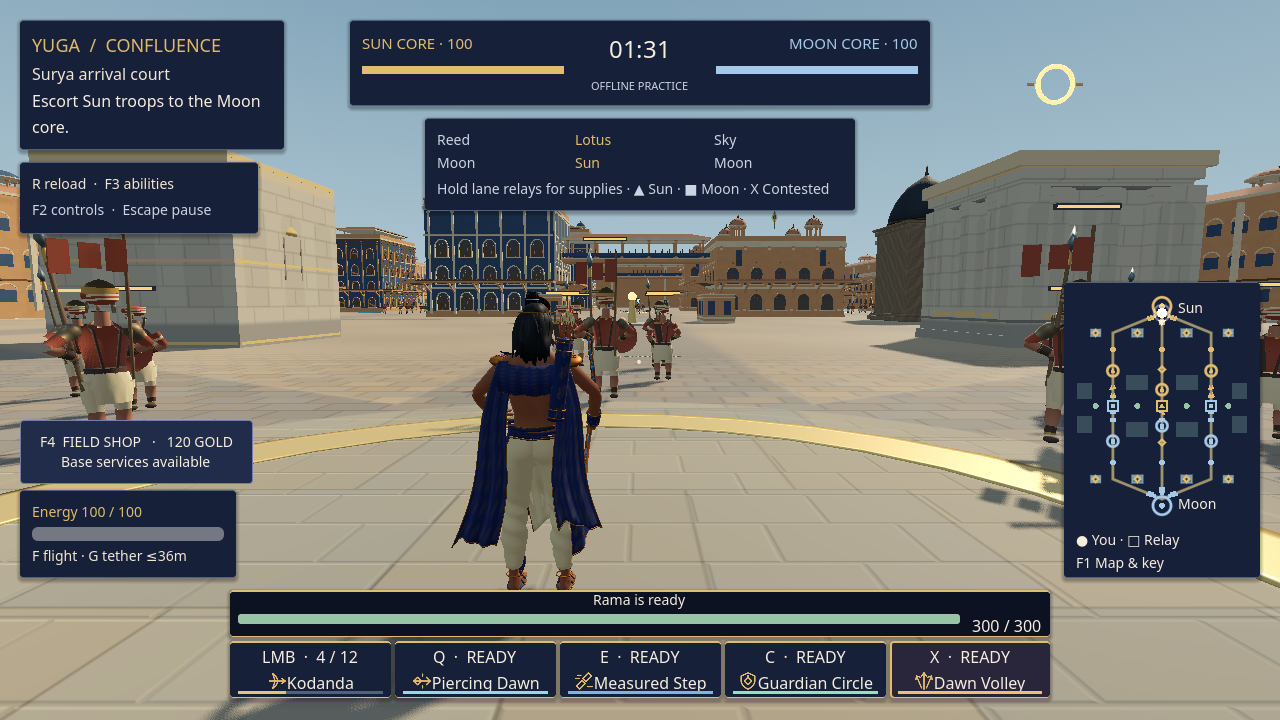 YUGA / CONFLUENCE
Surya arrival court
Escort Sun troops to the Moon
core.
R reload · F3 abilities
F2 controls · Escape pause
SUN CORE · 100
01:31
MOON CORE · 100
OFFLINE PRACTICE
Reed Lotus Sky
Moon Sun Moon
Hold lane relays for supplies · ▲ Sun · ■ Moon · X Contested
Sun
Moon
● You · □ Relay
F1 Map & key
F4 FIELD SHOP · 120 GOLD
Base services available
Energy 100 / 100
F flight · G tether ≤36m
Rama is ready
300 / 300
LMB · 4 / 12
Kodanda
Q · READY
Piercing Dawn
E · READY
Measured Step
C · READY
Guardian Circle
X · READY
Dawn Volley